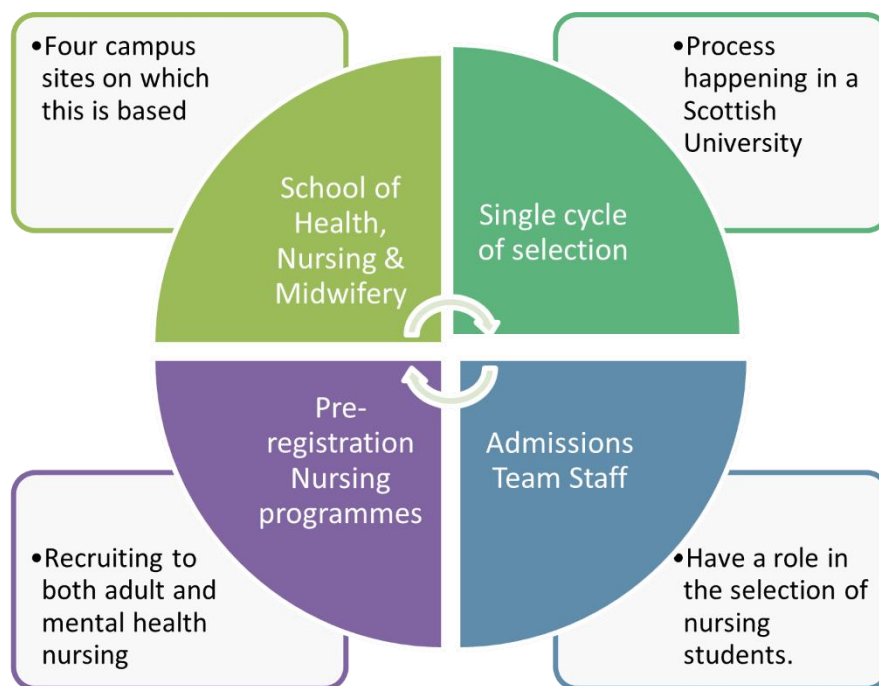 •Four campus
sites on which
this is based
•Process
happening in a
Scottish
University
School of
Health,
Nursing &
Midwifery
Single cycle
of selection
Pre-
registration
Nursing
programmes
Admissions
Team Staff
•Recruiting to
both adult and
mental health
nursing
•Have a role in
the selection of
nursing
students.